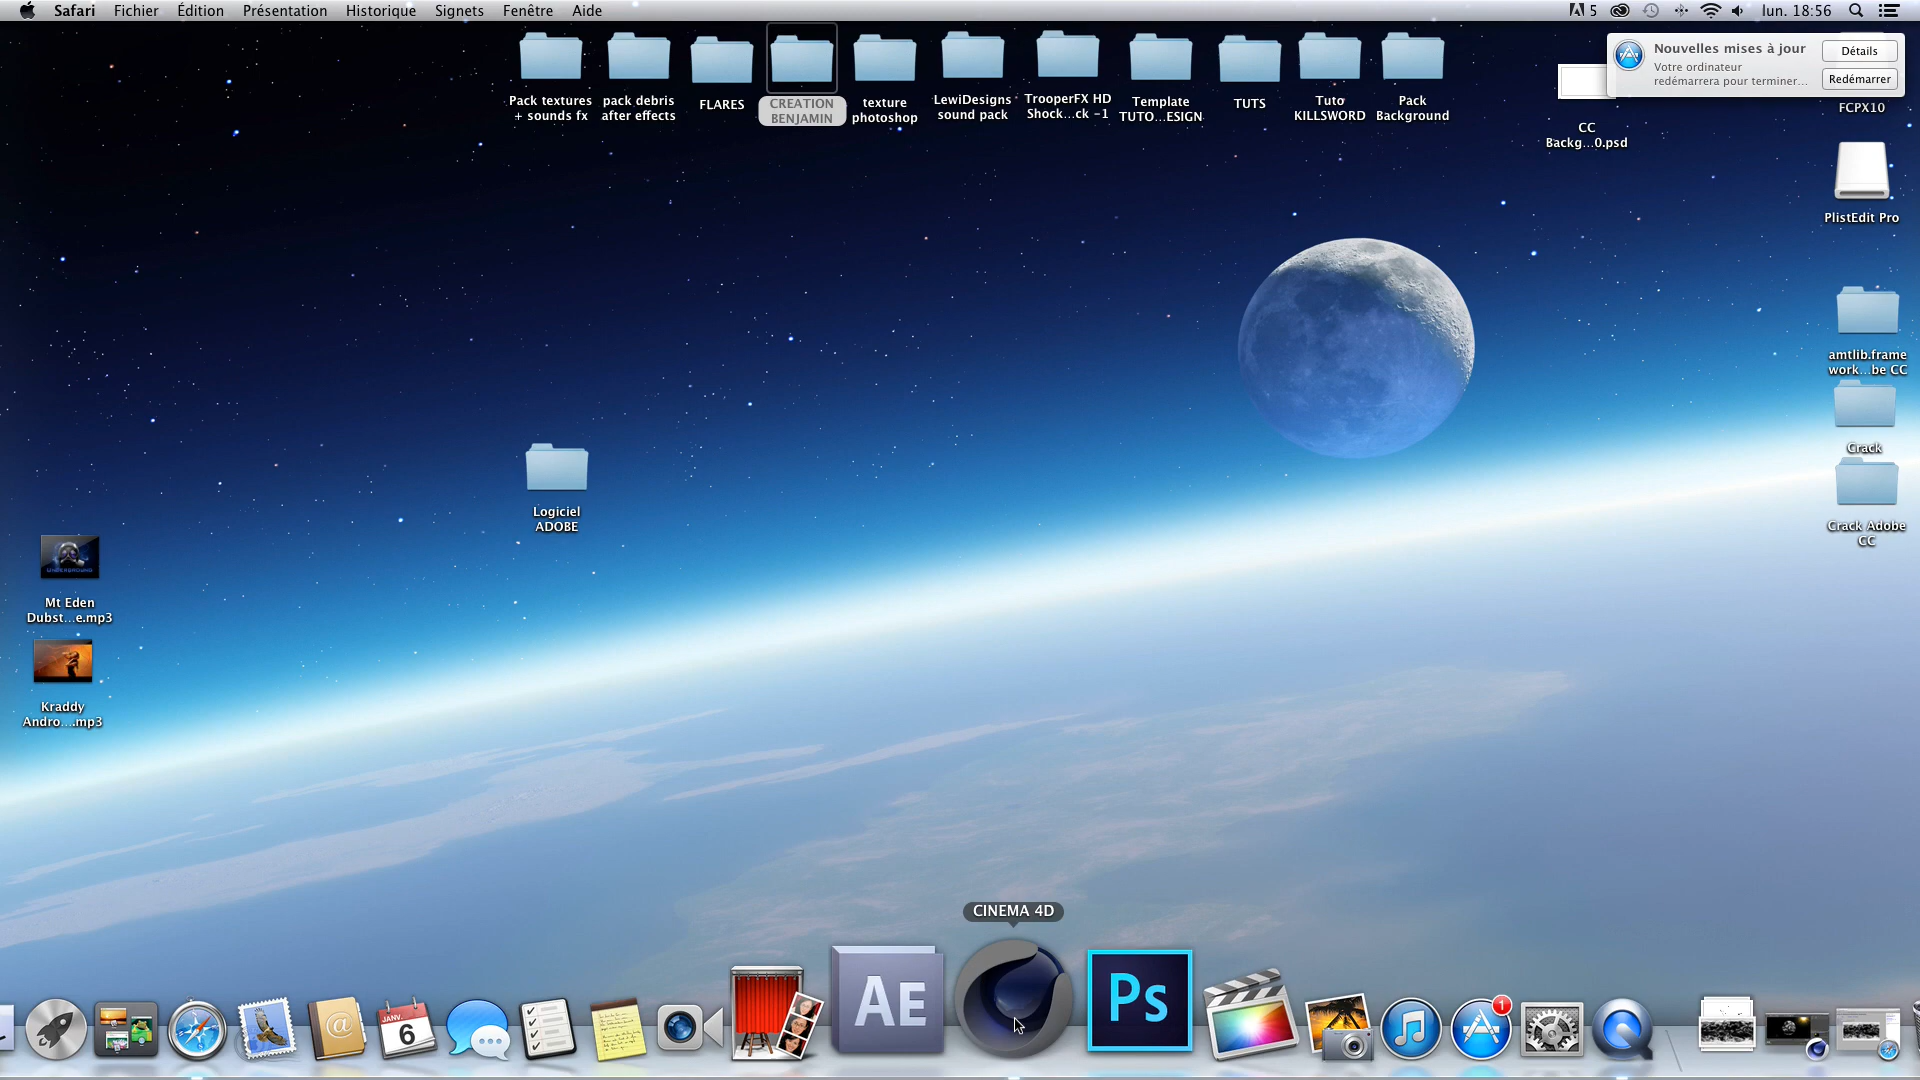 Safari Fichier Édition Présentation Historique Signets Fenêtre Aide
5 lun. 18:56
Nouvelles mises à jour
Votre ordinateur
redémarrera pour terminer...
Détails
Redémarrer
Pack textures
+ sounds fx
pack debris
after effects
FLARES
CREATION
BENJAMIN
texture
photoshop
LewiDesigns
sound pack
TrooperFX HD
Shock...ck -1
Template
TUTO...ESIGN
TUTS
Tuto
KILLSWORD
Pack
Background
CC
Backg...0.psd
FCPX10
PlistEdit Pro
amtlib.frame
work...be CC
Crack
Crack Adobe
CC
Logiciel
ADOBE
UNDERGROUND
Mt Eden
Dubst...e.mp3
Kraddy
Andro....mp3
CINEMA 4D
JANV.
6
@
AE
Ps
1